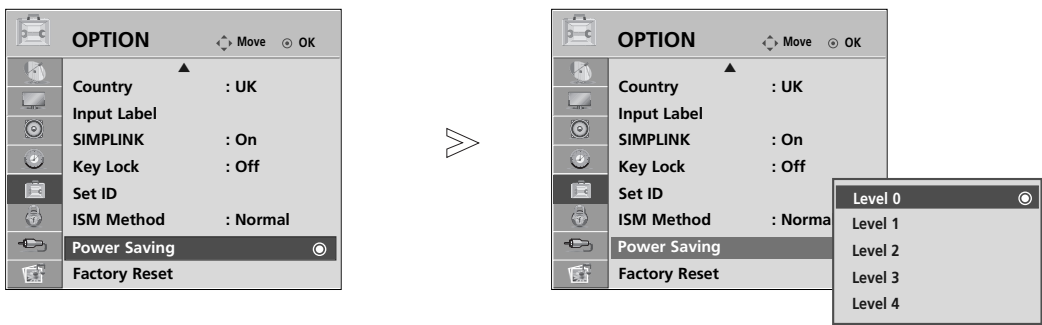 OPTION Move OK
Country : UK
Input Label
SIMPLINK : On
Key Lock : Off
Set ID
ISM Method : Normal
Power Saving
Factory Reset
OPTION Move OK
Country : UK
Input Label
SIMPLINK : On
Key Lock : Off
Set ID
ISM Method : Norma
Power Saving
Factory Reset
Level 0
Level 1
Level 2
Level 3
Level 4